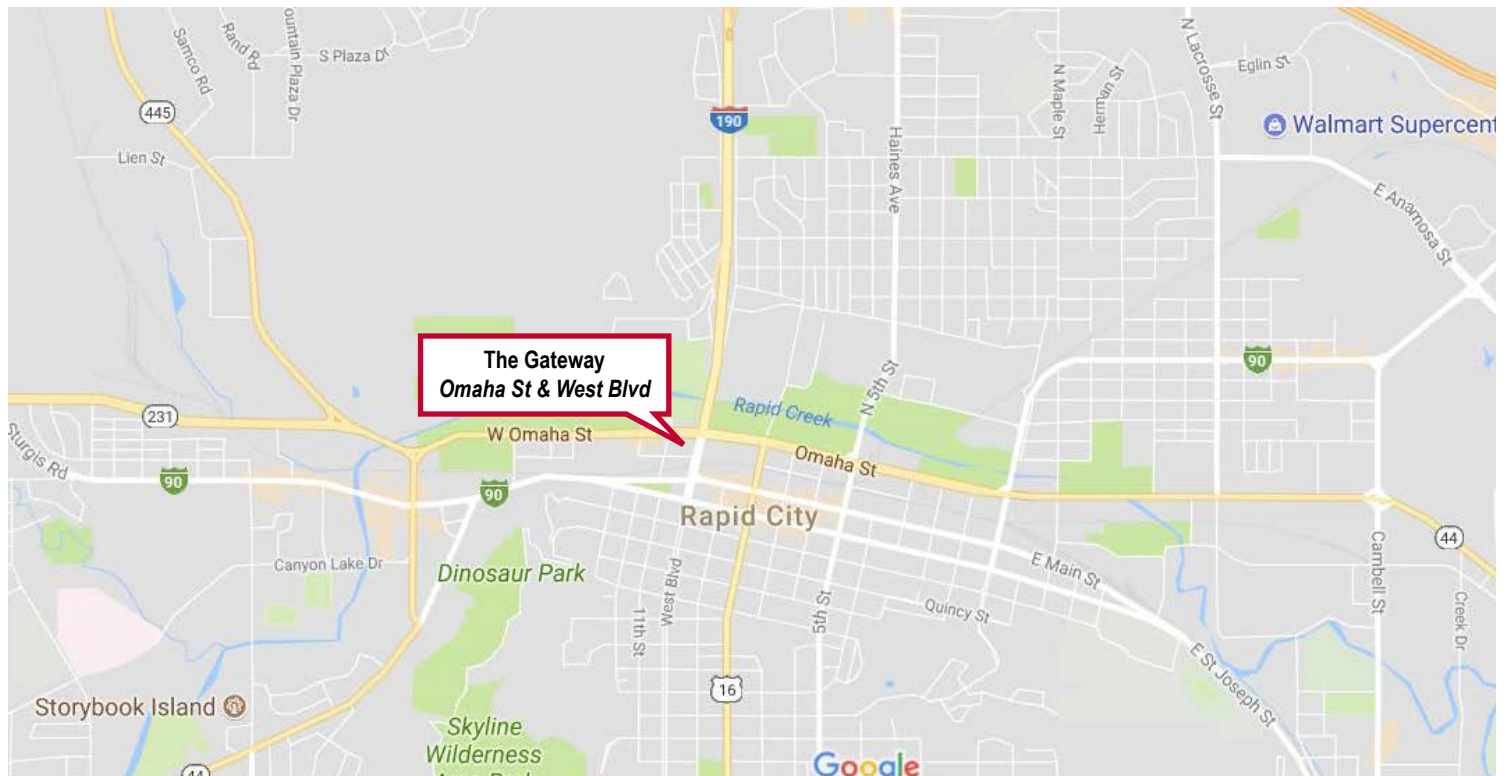 Samco Rd
Rand Rd
ountain Plaza Dr
S Plaza Dr
445
Lien St
190
Haines Ave
N Maple St
Herman St
N Lacrosse St
Eglin St
Walmart Supercent
E Anamosa St
The Gateway
Omaha St & West Blvd
Rapid Creek
N 5th St
90
231
W Omaha St
Omaha St
Sturgis Rd
90
90
Rapid City
Canyon Lake Dr
Dinosaur Park
11th St
West Blvd
5th St
Quincy St
E Main St
E St Joseph St
Cambell St
44
Creek Dr
16
Storybook Island
Skyline
Wilderness
44
Google